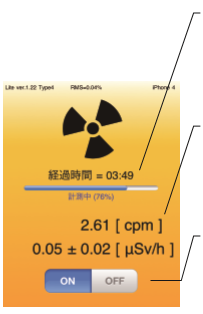 Lite ver.1.22 Type4 RMS=0.04% iPhone 4
経過時間 = 03:49
計測中 (76%)
2.61 [ cpm ]
0.05 ± 0.02 [ μSv/h ]
ON OFF